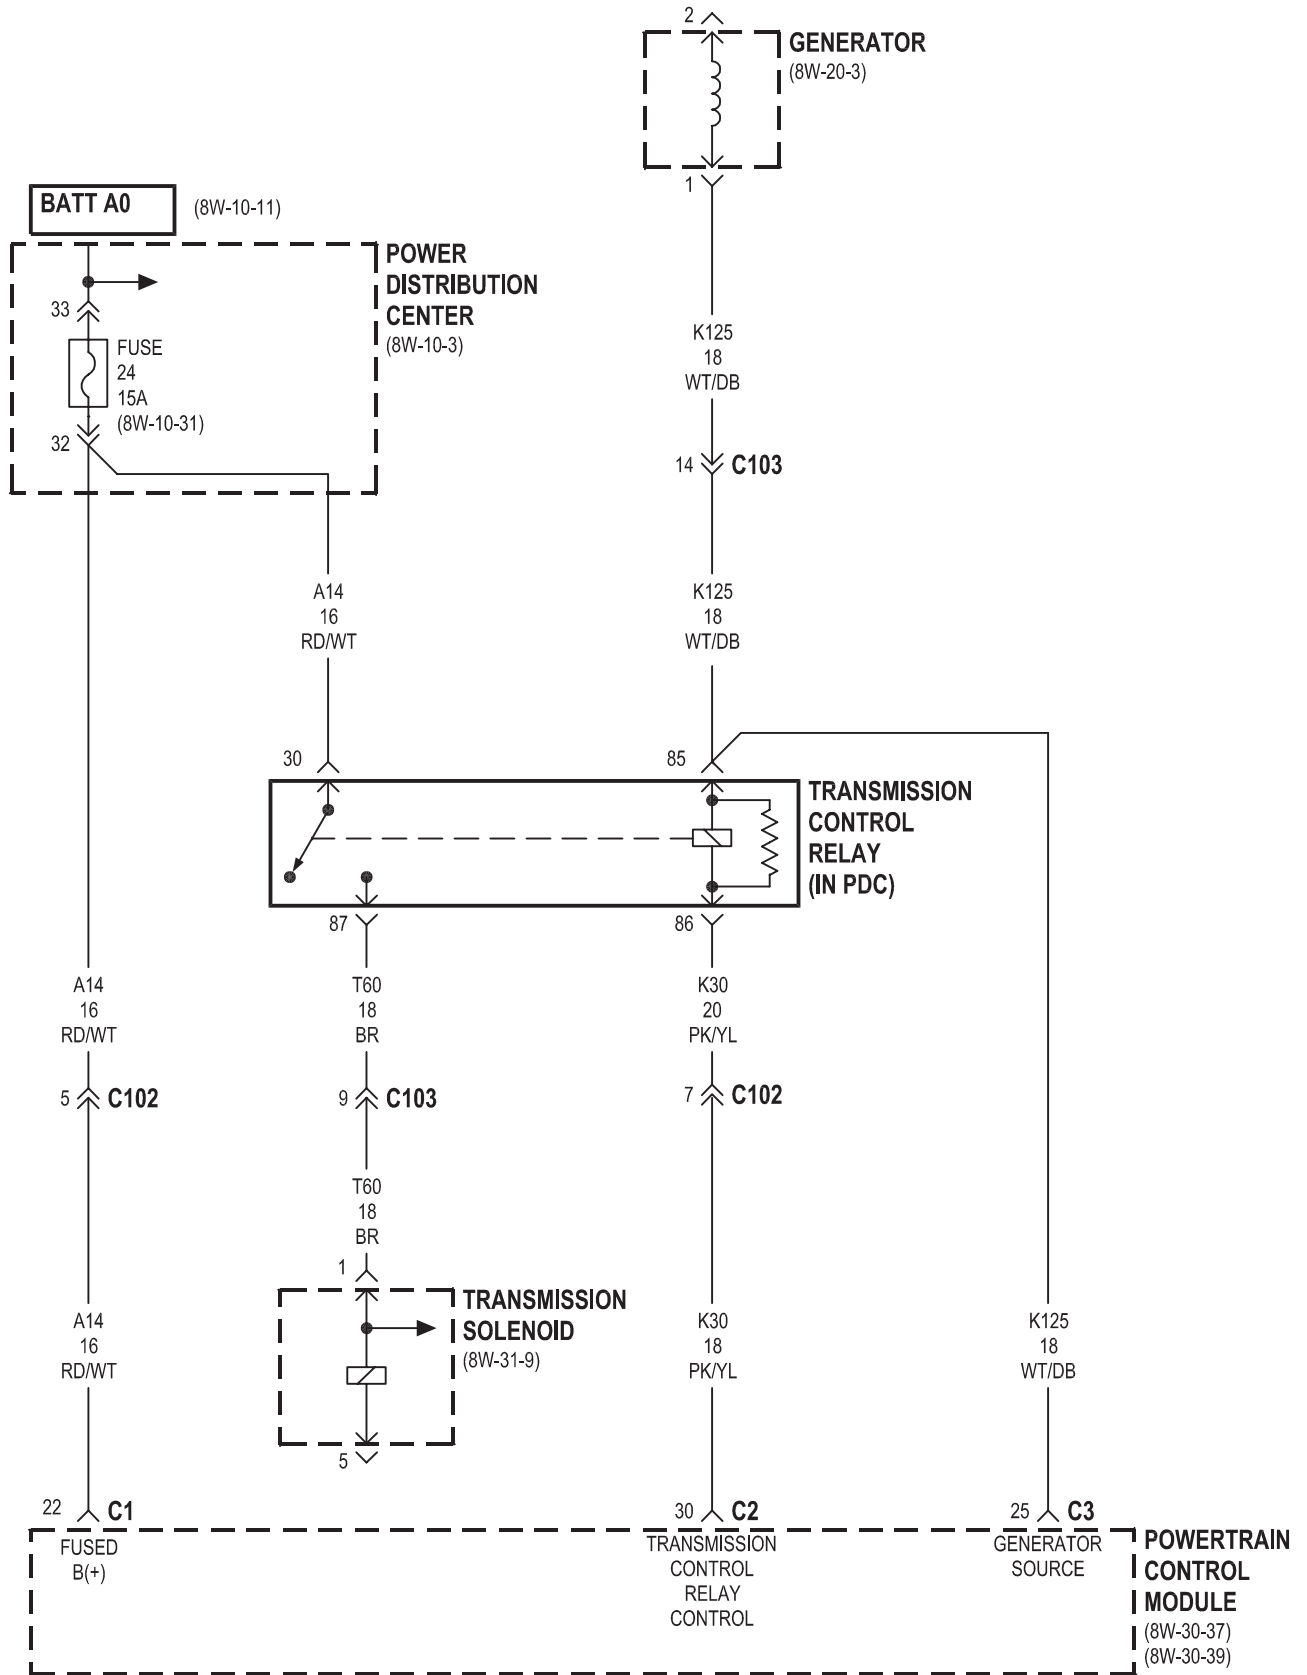 2
GENERATOR
(8W-20-3)
1
BATT A0
(8W-10-11)
POWER
DISTRIBUTION
CENTER
(8W-10-3)
33
FUSE
24
15A
(8W-10-31)
32
K125
18
WT/DB
14
C103
A14
16
RD/WT
K125
18
WT/DB
30
85
TRANSMISSION
CONTROL
RELAY
(IN PDC)
87
86
A14
16
RD/WT
T60
18
BR
K30
20
PK/YL
5
C102
9
C103
7
C102
T60
18
BR
1
TRANSMISSION
SOLENOID
(8W-31-9)
5
A14
16
RD/WT
K30
18
PK/YL
K125
18
WT/DB
22
C1
30
C2
25
C3
FUSED
B(+)
TRANSMISSION
CONTROL
RELAY
CONTROL
GENERATOR
SOURCE
POWERTRAIN
CONTROL
MODULE
(8W-30-37)
(8W-30-39)